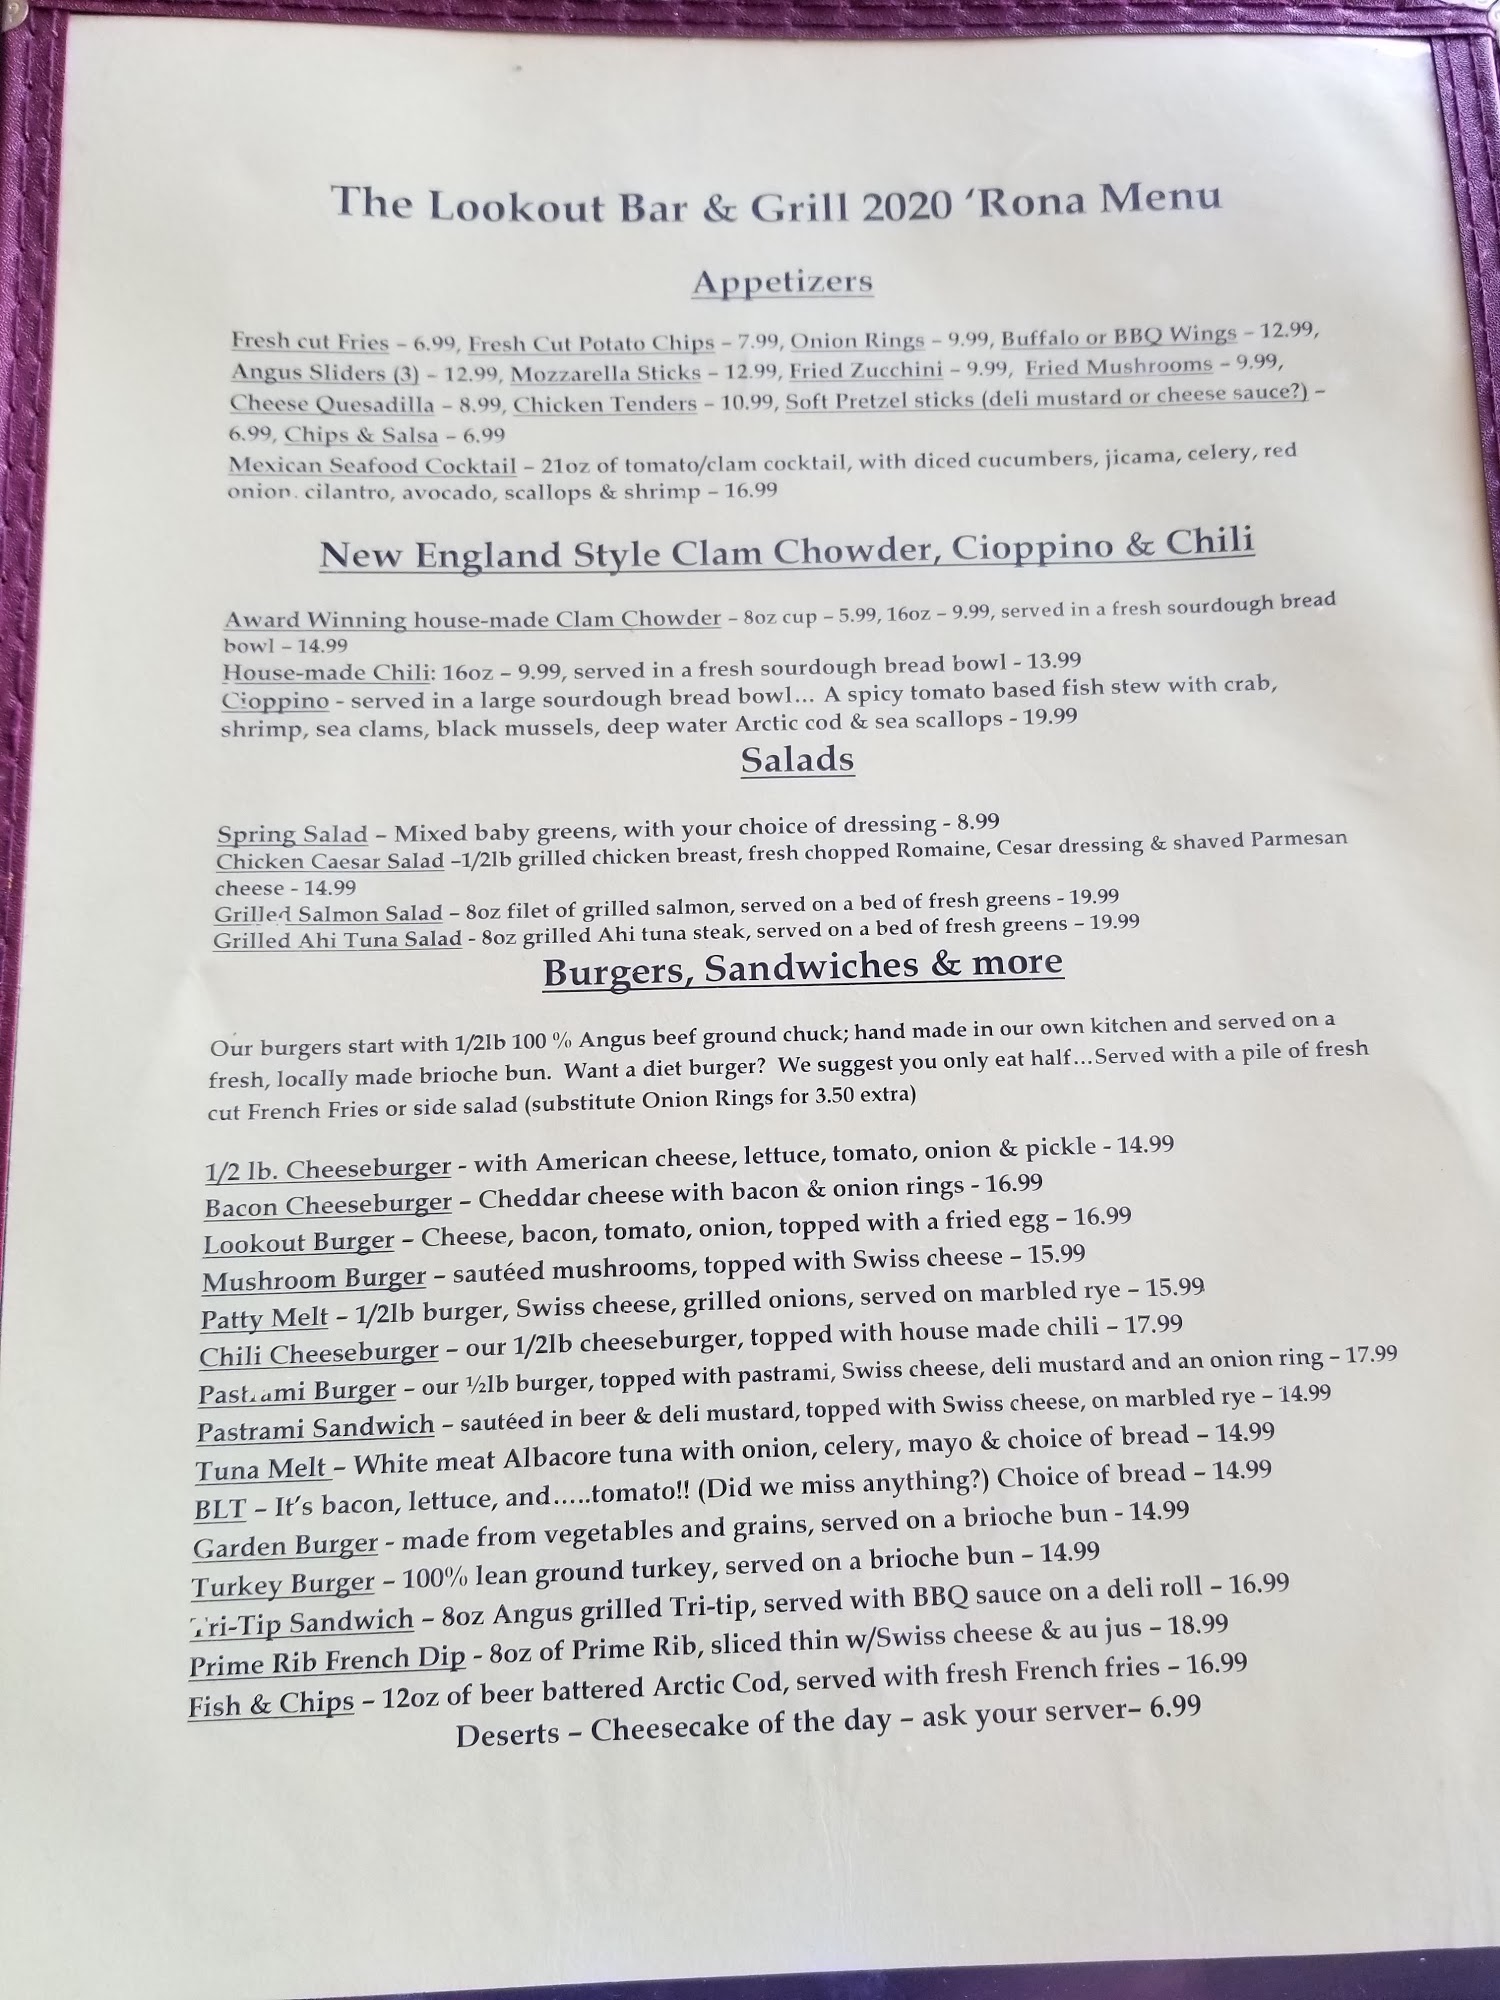 The Lookout Bar & Grill 2020 ‘Rona Menu
Appetizers
Fresh cut Fries – 6.99, Fresh Cut Potato Chips – 7.99, Onion Rings – 9.99, Buffalo or BBQ Wings – 12.99,
Angus Sliders (3) – 12.99, Mozzarella Sticks – 12.99, Fried Zucchini – 9.99, Fried Mushrooms – 9.99,
Cheese Quesadilla – 8.99, Chicken Tenders – 10.99, Soft Pretzel sticks (deli mustard or cheese sauce?) –
6.99, Chips & Salsa – 6.99
Mexican Seafood Cocktail – 21oz of tomato/clam cocktail, with diced cucumbers, jicama, celery, red
onion, cilantro, avocado, scallops & shrimp – 16.99
New England Style Clam Chowder, Cioppino & Chili
Award Winning house-made Clam Chowder – 8oz cup – 5.99, 16oz – 9.99, served in a fresh sourdough bread
bowl – 14.99
House-made Chili: 16oz – 9.99, served in a fresh sourdough bread bowl - 13.99
Cioppino - served in a large sourdough bread bowl… A spicy tomato based fish stew with crab,
shrimp, sea clams, black mussels, deep water Arctic cod & sea scallops - 19.99
Salads
Spring Salad – Mixed baby greens, with your choice of dressing - 8.99
Chicken Caesar Salad –1/2lb grilled chicken breast, fresh chopped Romaine, Cesar dressing & shaved Parmesan
cheese - 14.99
Grilled Salmon Salad – 8oz filet of grilled salmon, served on a bed of fresh greens - 19.99
Grilled Ahi Tuna Salad - 8oz grilled Ahi tuna steak, served on a bed of fresh greens – 19.99
Burgers, Sandwiches & more
Our burgers start with 1/2lb 100 % Angus beef ground chuck; hand made in our own kitchen and served on a
fresh, locally made brioche bun. Want a diet burger? We suggest you only eat half…Served with a pile of fresh
cut French Fries or side salad (substitute Onion Rings for 3.50 extra)
1/2 lb. Cheeseburger - with American cheese, lettuce, tomato, onion & pickle - 14.99
Bacon Cheeseburger – Cheddar cheese with bacon & onion rings - 16.99
Lookout Burger – Cheese, bacon, tomato, onion, topped with a fried egg – 16.99
Mushroom Burger – sautéed mushrooms, topped with Swiss cheese – 15.99
Patty Melt – 1/2lb burger, Swiss cheese, grilled onions, served on marbled rye – 15.99
Chili Cheeseburger – our 1/2lb cheeseburger, topped with house made chili – 17.99
Pastrami Burger – our ½lb burger, topped with pastrami, Swiss cheese, deli mustard and an onion ring – 17.99
Pastrami Sandwich – sautéed in beer & deli mustard, topped with Swiss cheese, on marbled rye – 14.99
Tuna Melt – White meat Albacore tuna with onion, celery, mayo & choice of bread – 14.99
BLT – It’s bacon, lettuce, and…..tomato!! (Did we miss anything?) Choice of bread – 14.99
Garden Burger - made from vegetables and grains, served on a brioche bun - 14.99
Turkey Burger – 100% lean ground turkey, served on a brioche bun – 14.99
Tri-Tip Sandwich – 8oz Angus grilled Tri-tip, served with BBQ sauce on a deli roll – 16.99
Prime Rib French Dip - 8oz of Prime Rib, sliced thin w/Swiss cheese & au jus – 18.99
Fish & Chips – 12oz of beer battered Arctic Cod, served with fresh French fries – 16.99
Deserts – Cheesecake of the day – ask your server– 6.99